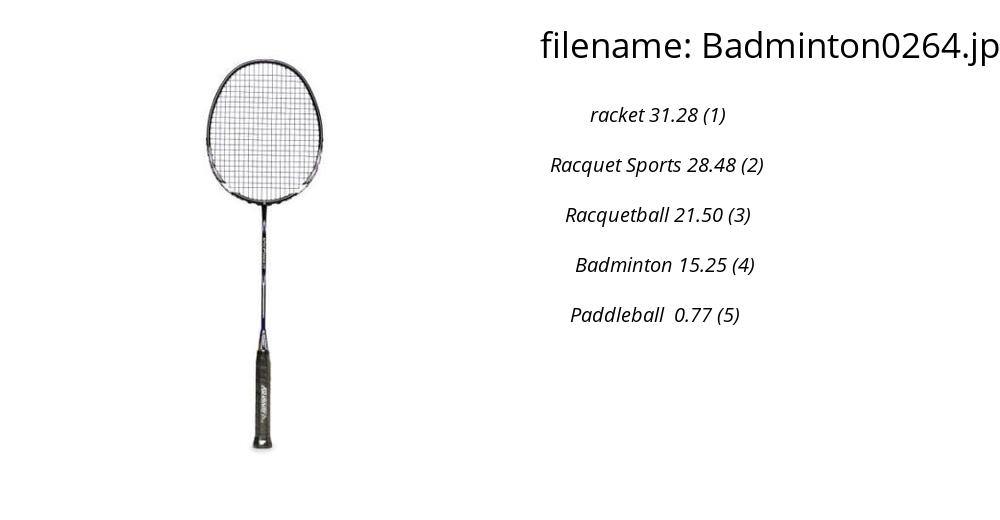 filename: Badminton0264.jp
racket 31.28 (1)
Racquet Sports 28.48 (2)
Racquetball 21.50 (3)
Badminton 15.25 (4)
Paddleball 0.77 (5)